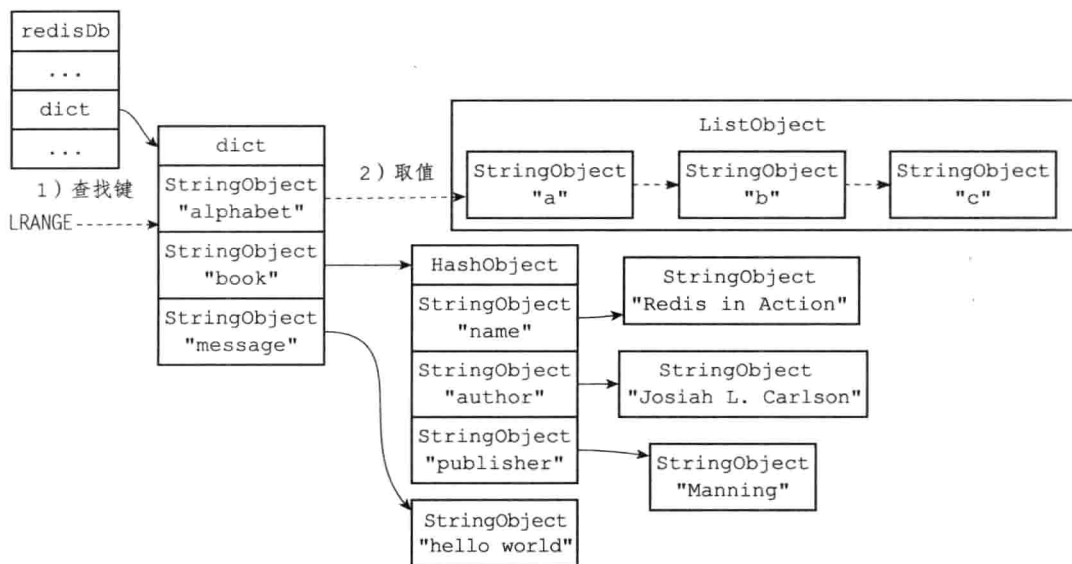 redisDb
...
dict
...
1）查找键
LRANGE
dict
StringObject
"alphabet"
StringObject
"book"
StringObject
"message"
2）取值
ListObject
StringObject
"a"
StringObject
"b"
StringObject
"c"
HashObject
StringObject
"name"
StringObject
"author"
StringObject
"publisher"
StringObject
"Redis in Action"
StringObject
"Josiah L. Carlson"
StringObject
"Manning"
StringObject
"hello world"